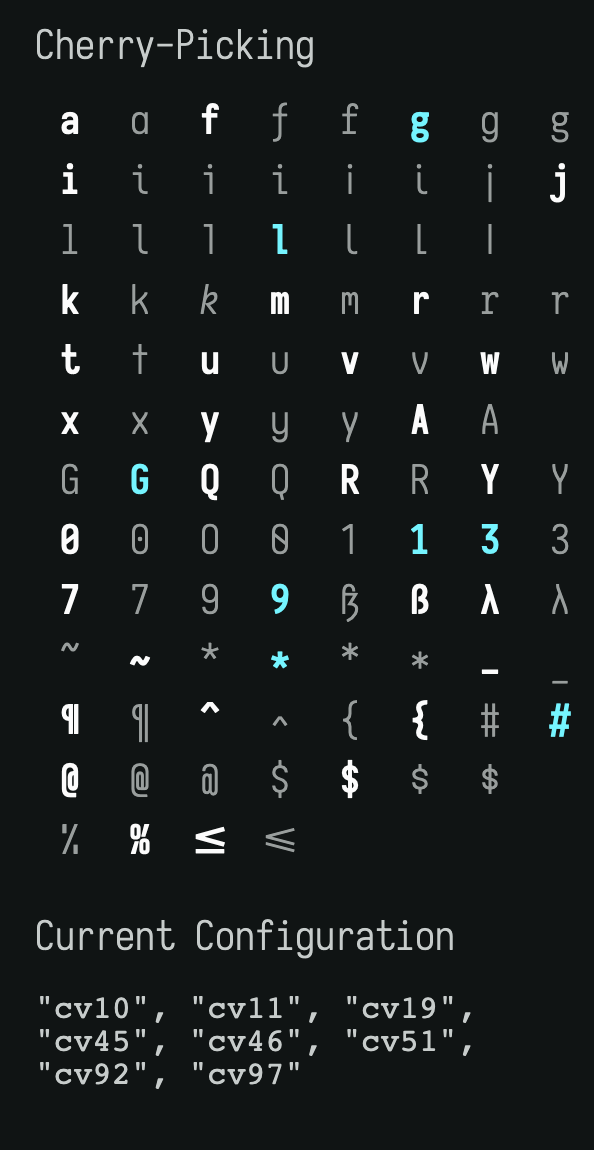 Cherry-Picking
a ɑ f ƒ f g g g
i i i i i i | j
l l l l l l l
k k k m m r r r
t † u u v v w w
x x y y y A A
G G Q Q R R Y Y
0 0 0 0 1 1 3 3
7 7 9 9 ß ß λ λ
~ ~ * * * * _ _
¶ ¶ ^ ^ { { # #
@ @ @ $ $ $ $
% % ≤ ≤
Current Configuration
"cv10", "cv11", "cv19",
"cv45", "cv46", "cv51",
"cv92", "cv97"